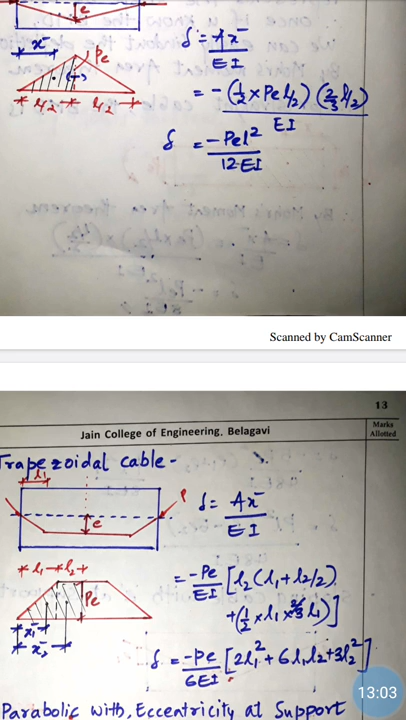 e
x̄
Pe
(-)
l/2 l/2
δ = Ax̄
EI
= -(1/2 × Pe l/2) (2/3 l/2)
EI
δ = -Pel²
12EI
Scanned by CamScanner
13
Jain College of Engineering, Belagavi
Marks
Allotted
Trapezoidal cable-
l₁
P
e
δ = Ax̄
EI
l₁ l₂
Pe
x̄₁
x̄₂
= -Pe/EI [l₂(l₁+l₂/2)
+(1/2 × l₁ × 2/3 l₁)]
δ = -Pe/6EI [2l₁²+6l₁l₂+3l₂²]
13:03
Parabolic with, Eccentricity at Support